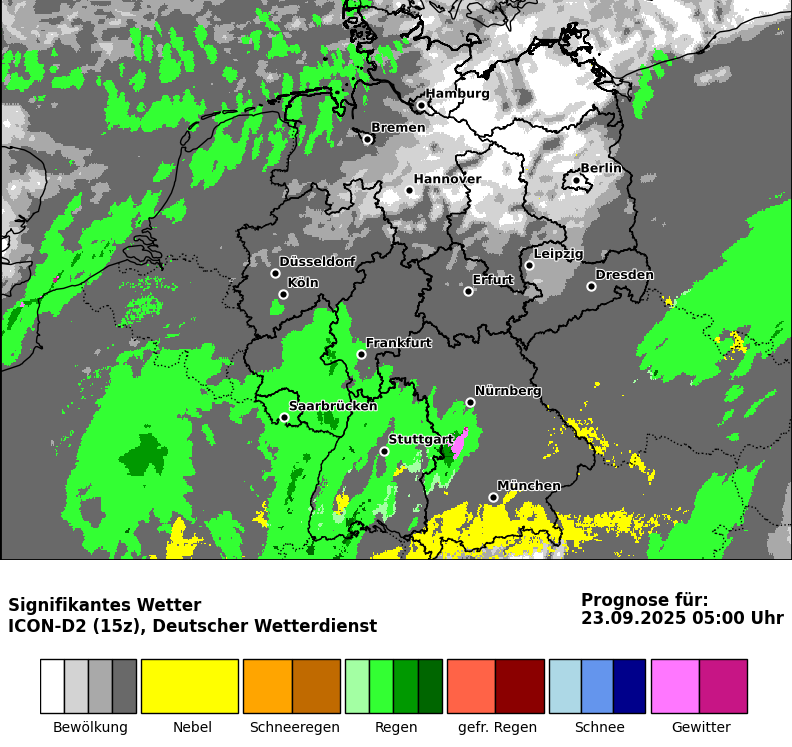 Hamburg
Bremen
Hannover
Berlin
Düsseldorf
Köln
Leipzig
Erfurt
Dresden
Frankfurt
Saarbrücken
Nürnberg
Stuttgart
München
Signifikantes Wetter
ICON-D2 (15z), Deutscher Wetterdienst
Prognose für:
23.09.2025 05:00 Uhr
Bewölkung Nebel Schneeregen Regen gefr. Regen Schnee Gewitter